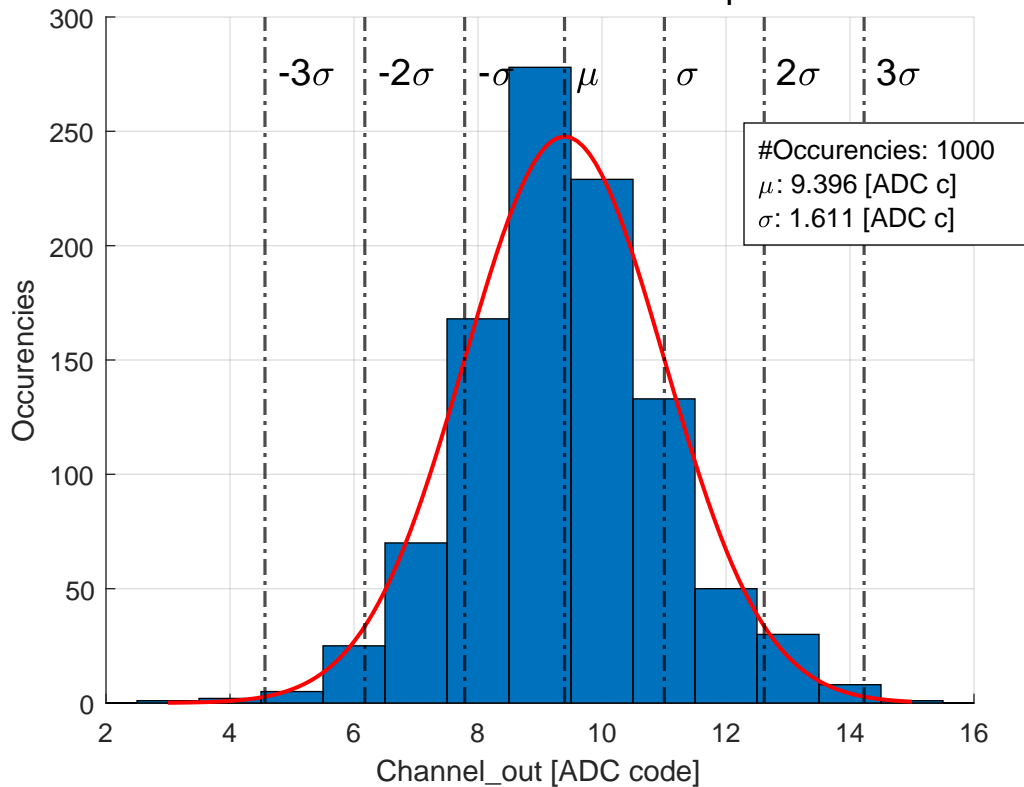 300
250
200
150
100
50
0
Occurencies
-3σ -2σ -σ μ σ 2σ 3σ
#Occurencies: 1000
μ: 9.396 [ADC c]
σ: 1.611 [ADC c]
2 4 6 8 10 12 14 16
Channel_out [ADC code]